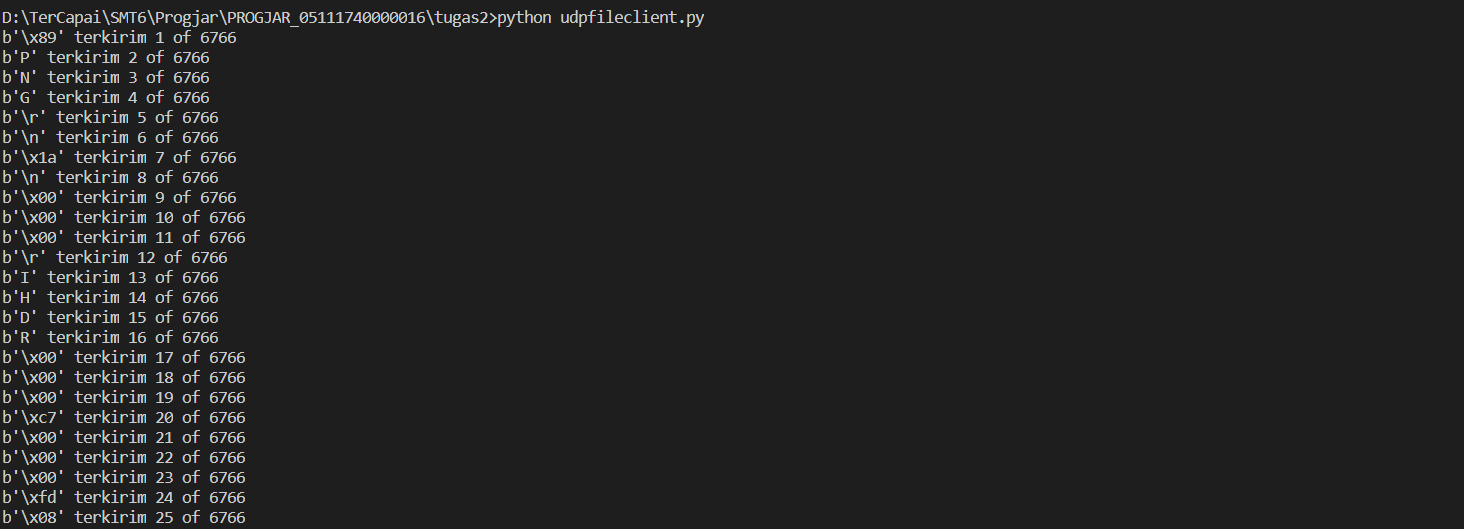 D:\TerCapai\SMT6\Progjar\PROGJAR_05111740000016\tugas2>python udpfileclient.py
b'\x89' terkirim 1 of 6766
b'P' terkirim 2 of 6766
b'N' terkirim 3 of 6766
b'G' terkirim 4 of 6766
b'\r' terkirim 5 of 6766
b'\n' terkirim 6 of 6766
b'\x1a' terkirim 7 of 6766
b'\n' terkirim 8 of 6766
b'\x00' terkirim 9 of 6766
b'\x00' terkirim 10 of 6766
b'\x00' terkirim 11 of 6766
b'\r' terkirim 12 of 6766
b'I' terkirim 13 of 6766
b'H' terkirim 14 of 6766
b'D' terkirim 15 of 6766
b'R' terkirim 16 of 6766
b'\x00' terkirim 17 of 6766
b'\x00' terkirim 18 of 6766
b'\x00' terkirim 19 of 6766
b'\xc7' terkirim 20 of 6766
b'\x00' terkirim 21 of 6766
b'\x00' terkirim 22 of 6766
b'\x00' terkirim 23 of 6766
b'\xfd' terkirim 24 of 6766
b'\x08' terkirim 25 of 6766